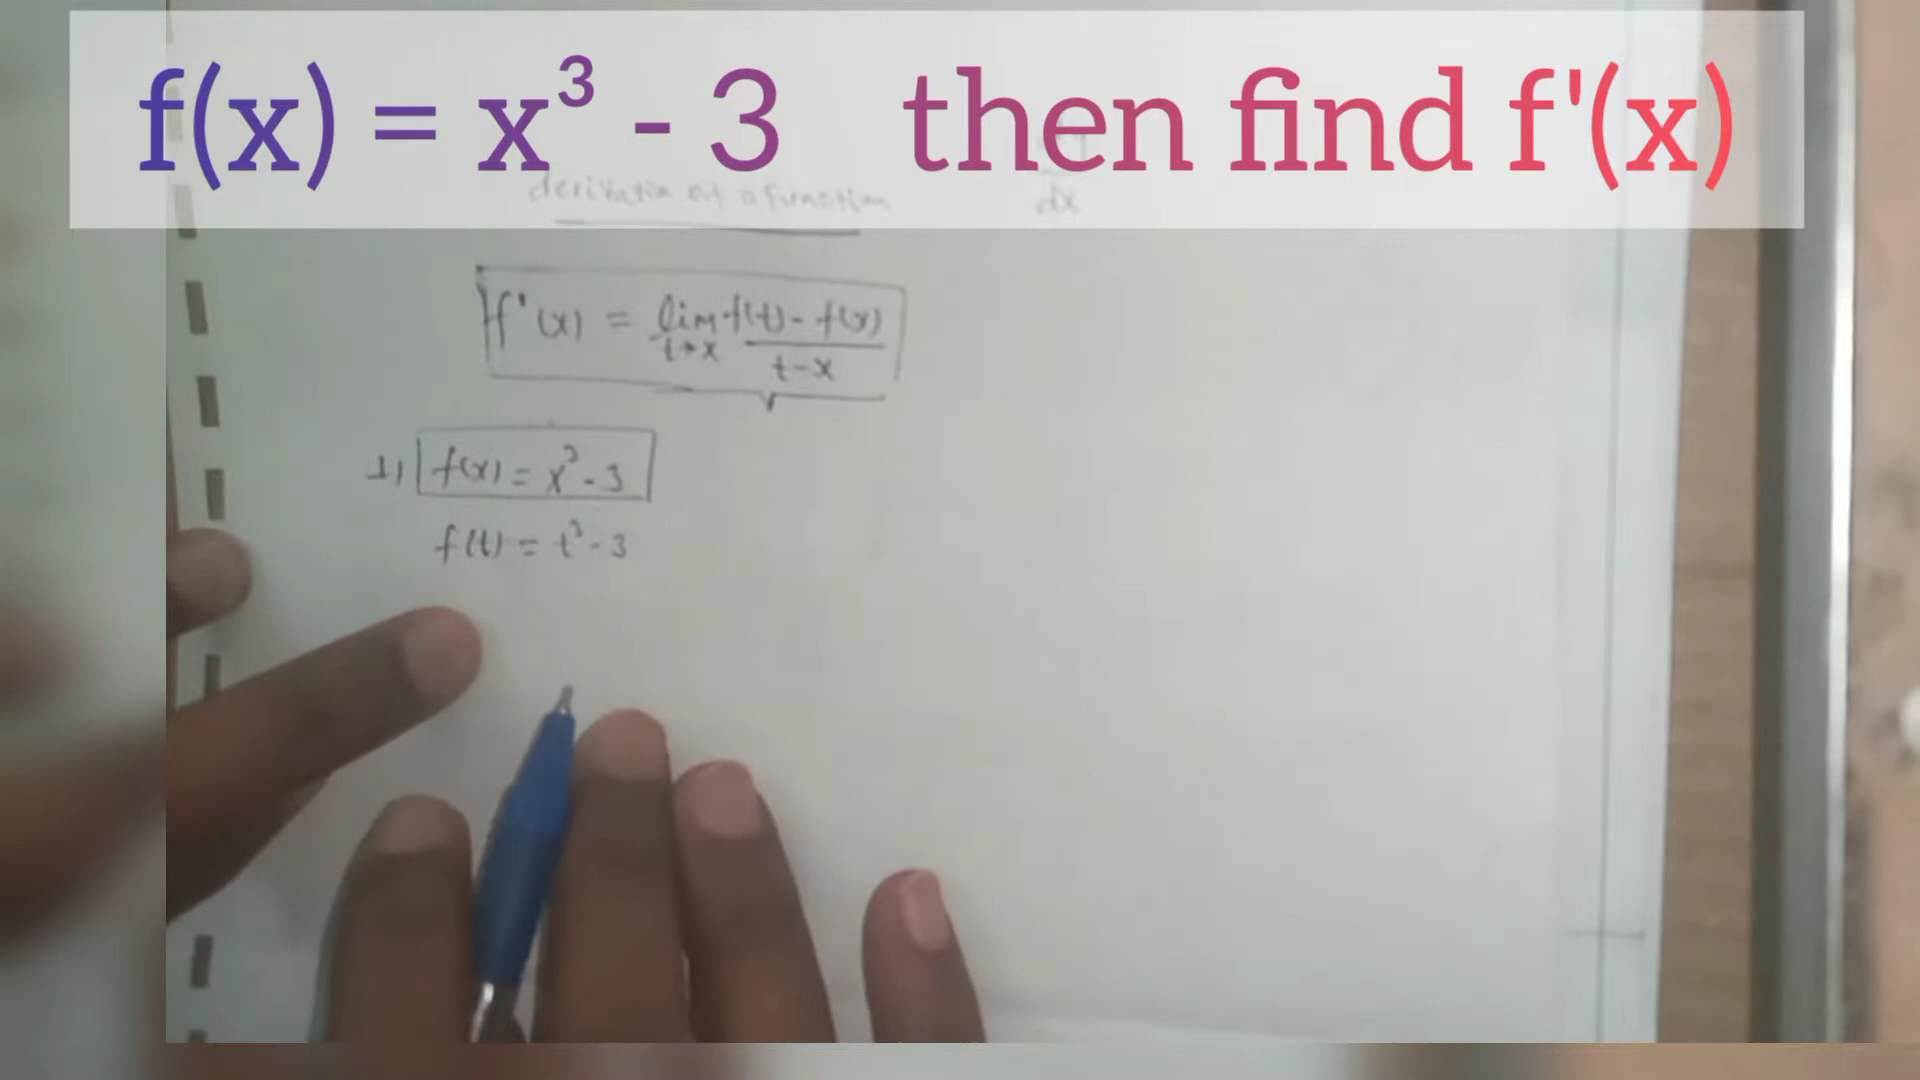 f(x) = x³ - 3 then find f'(x)
derivation of a function
dx
f'(x) = lim t→x f(t) - f(x) / t - x
1) f(x) = x³ - 3
f(t) = t³ - 3